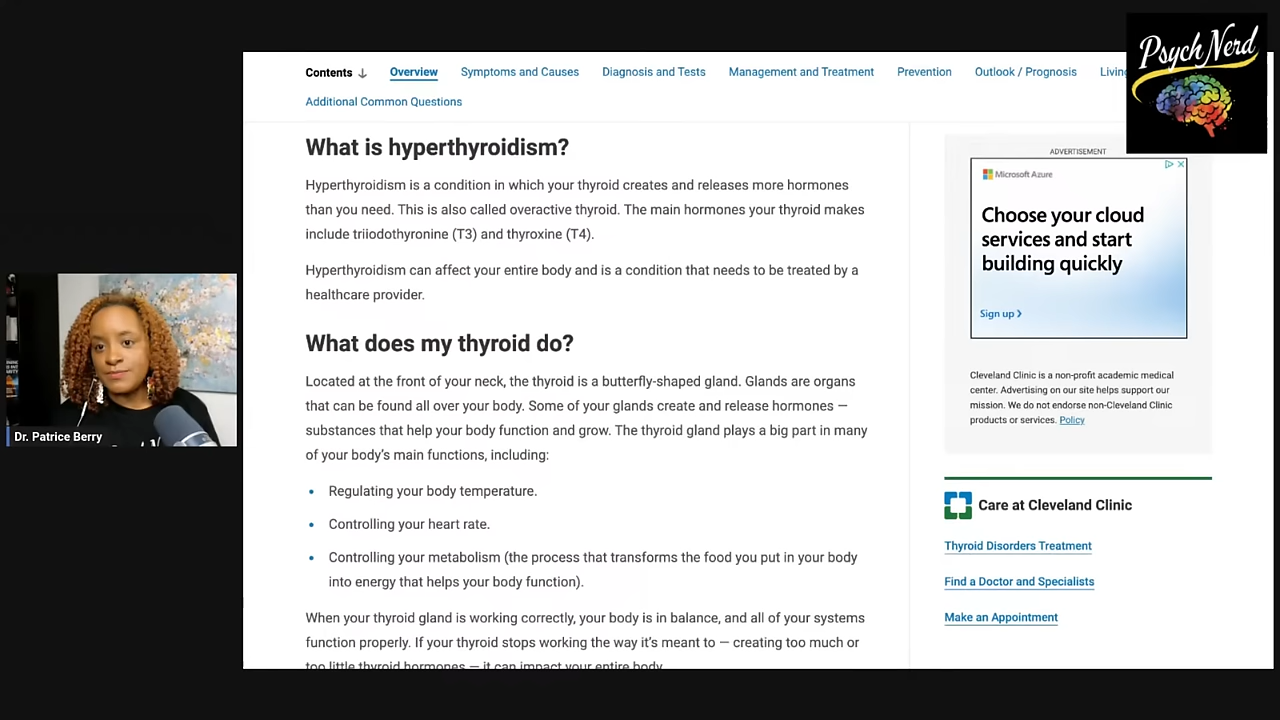 Psych Nerd
Contents ↓ Overview Symptoms and Causes Diagnosis and Tests Management and Treatment Prevention Outlook / Prognosis Living
Additional Common Questions
What is hyperthyroidism?
Hyperthyroidism is a condition in which your thyroid creates and releases more hormones
than you need. This is also called overactive thyroid. The main hormones your thyroid makes
include triiodothyronine (T3) and thyroxine (T4).
Hyperthyroidism can affect your entire body and is a condition that needs to be treated by a
healthcare provider.
What does my thyroid do?
Located at the front of your neck, the thyroid is a butterfly-shaped gland. Glands are organs
that can be found all over your body. Some of your glands create and release hormones —
substances that help your body function and grow. The thyroid gland plays a big part in many
of your body's main functions, including:
• Regulating your body temperature.
• Controlling your heart rate.
• Controlling your metabolism (the process that transforms the food you put in your body
into energy that helps your body function).
When your thyroid gland is working correctly, your body is in balance, and all of your systems
function properly. If your thyroid stops working the way it's meant to — creating too much or
too little thyroid hormones — it can impact your entire body.
ADVERTISEMENT
Microsoft Azure
Choose your cloud
services and start
building quickly
Sign up ❯
Cleveland Clinic is a non-profit academic medical
center. Advertising on our site helps support our
mission. We do not endorse non-Cleveland Clinic
products or services. Policy
Care at Cleveland Clinic
Thyroid Disorders Treatment
Find a Doctor and Specialists
Make an Appointment
Dr. Patrice Berry